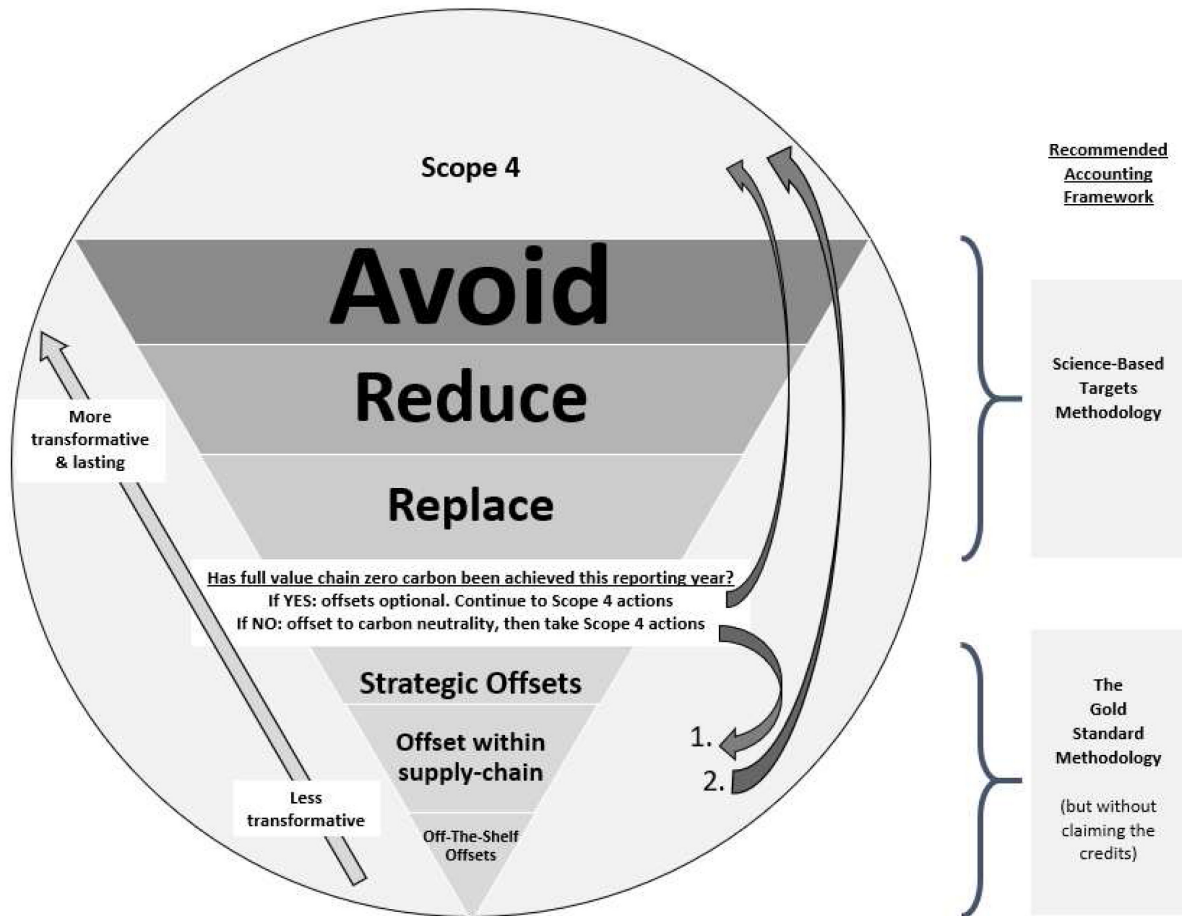 Scope 4
Avoid
Reduce
Replace
Has full value chain zero carbon been achieved this reporting year?
If YES: offsets optional. Continue to Scope 4 actions
If NO: offset to carbon neutrality, then take Scope 4 actions
Strategic Offsets
Offset within
supply-chain
Off-The-Shelf
Offsets
1.
2.
More
transformative
& lasting
Less
transformative
Recommended
Accounting
Framework
Science-Based
Targets
Methodology
The
Gold
Standard
Methodology
(but without
claiming the
credits)